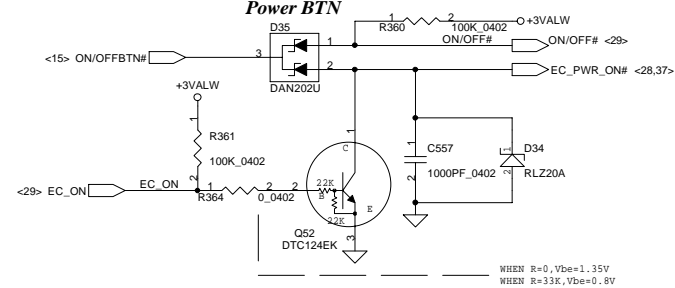 Power BTN
D35
R360
100K_0402
+3VALW
1
2
<15> ON/OFFBTN#
3
1
ON/OFF#
ON/OFF# <29>
2
EC_PWR_ON# <28,37>
DAN202U
+3VALW
1
R361
100K_0402
2
1
C
1
C557
1000PF_0402
2
1
D34
RLZ20A
2
<29> EC_ON
EC_ON
1
R364
2
0_0402
2
22K
B
22K
E
3
Q52
DTC124EK
WHEN R=0,Vbe=1.35V
WHEN R=33K,Vbe=0.8V